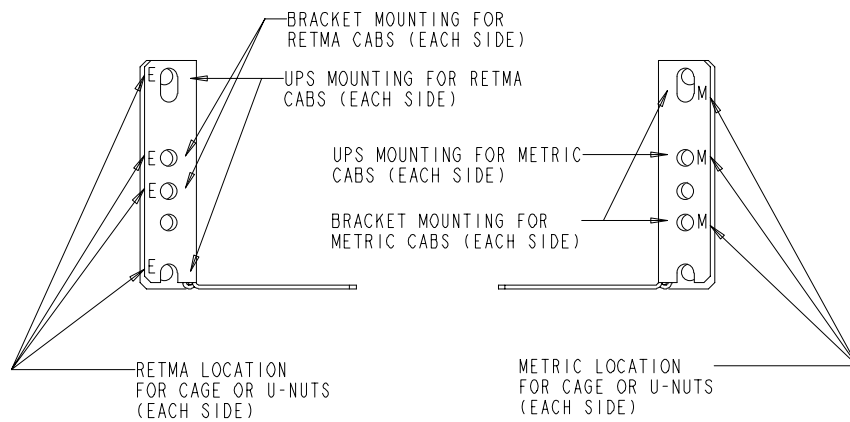 BRACKET MOUNTING FOR
RETMA CABS (EACH SIDE)
UPS MOUNTING FOR RETMA
CABS (EACH SIDE)
E
E
E
E
RETMA LOCATION
FOR CAGE OR U-NUTS
(EACH SIDE)
UPS MOUNTING FOR METRIC
CABS (EACH SIDE)
BRACKET MOUNTING FOR
METRIC CABS (EACH SIDE)
M
M
M
METRIC LOCATION
FOR CAGE OR U-NUTS
(EACH SIDE)